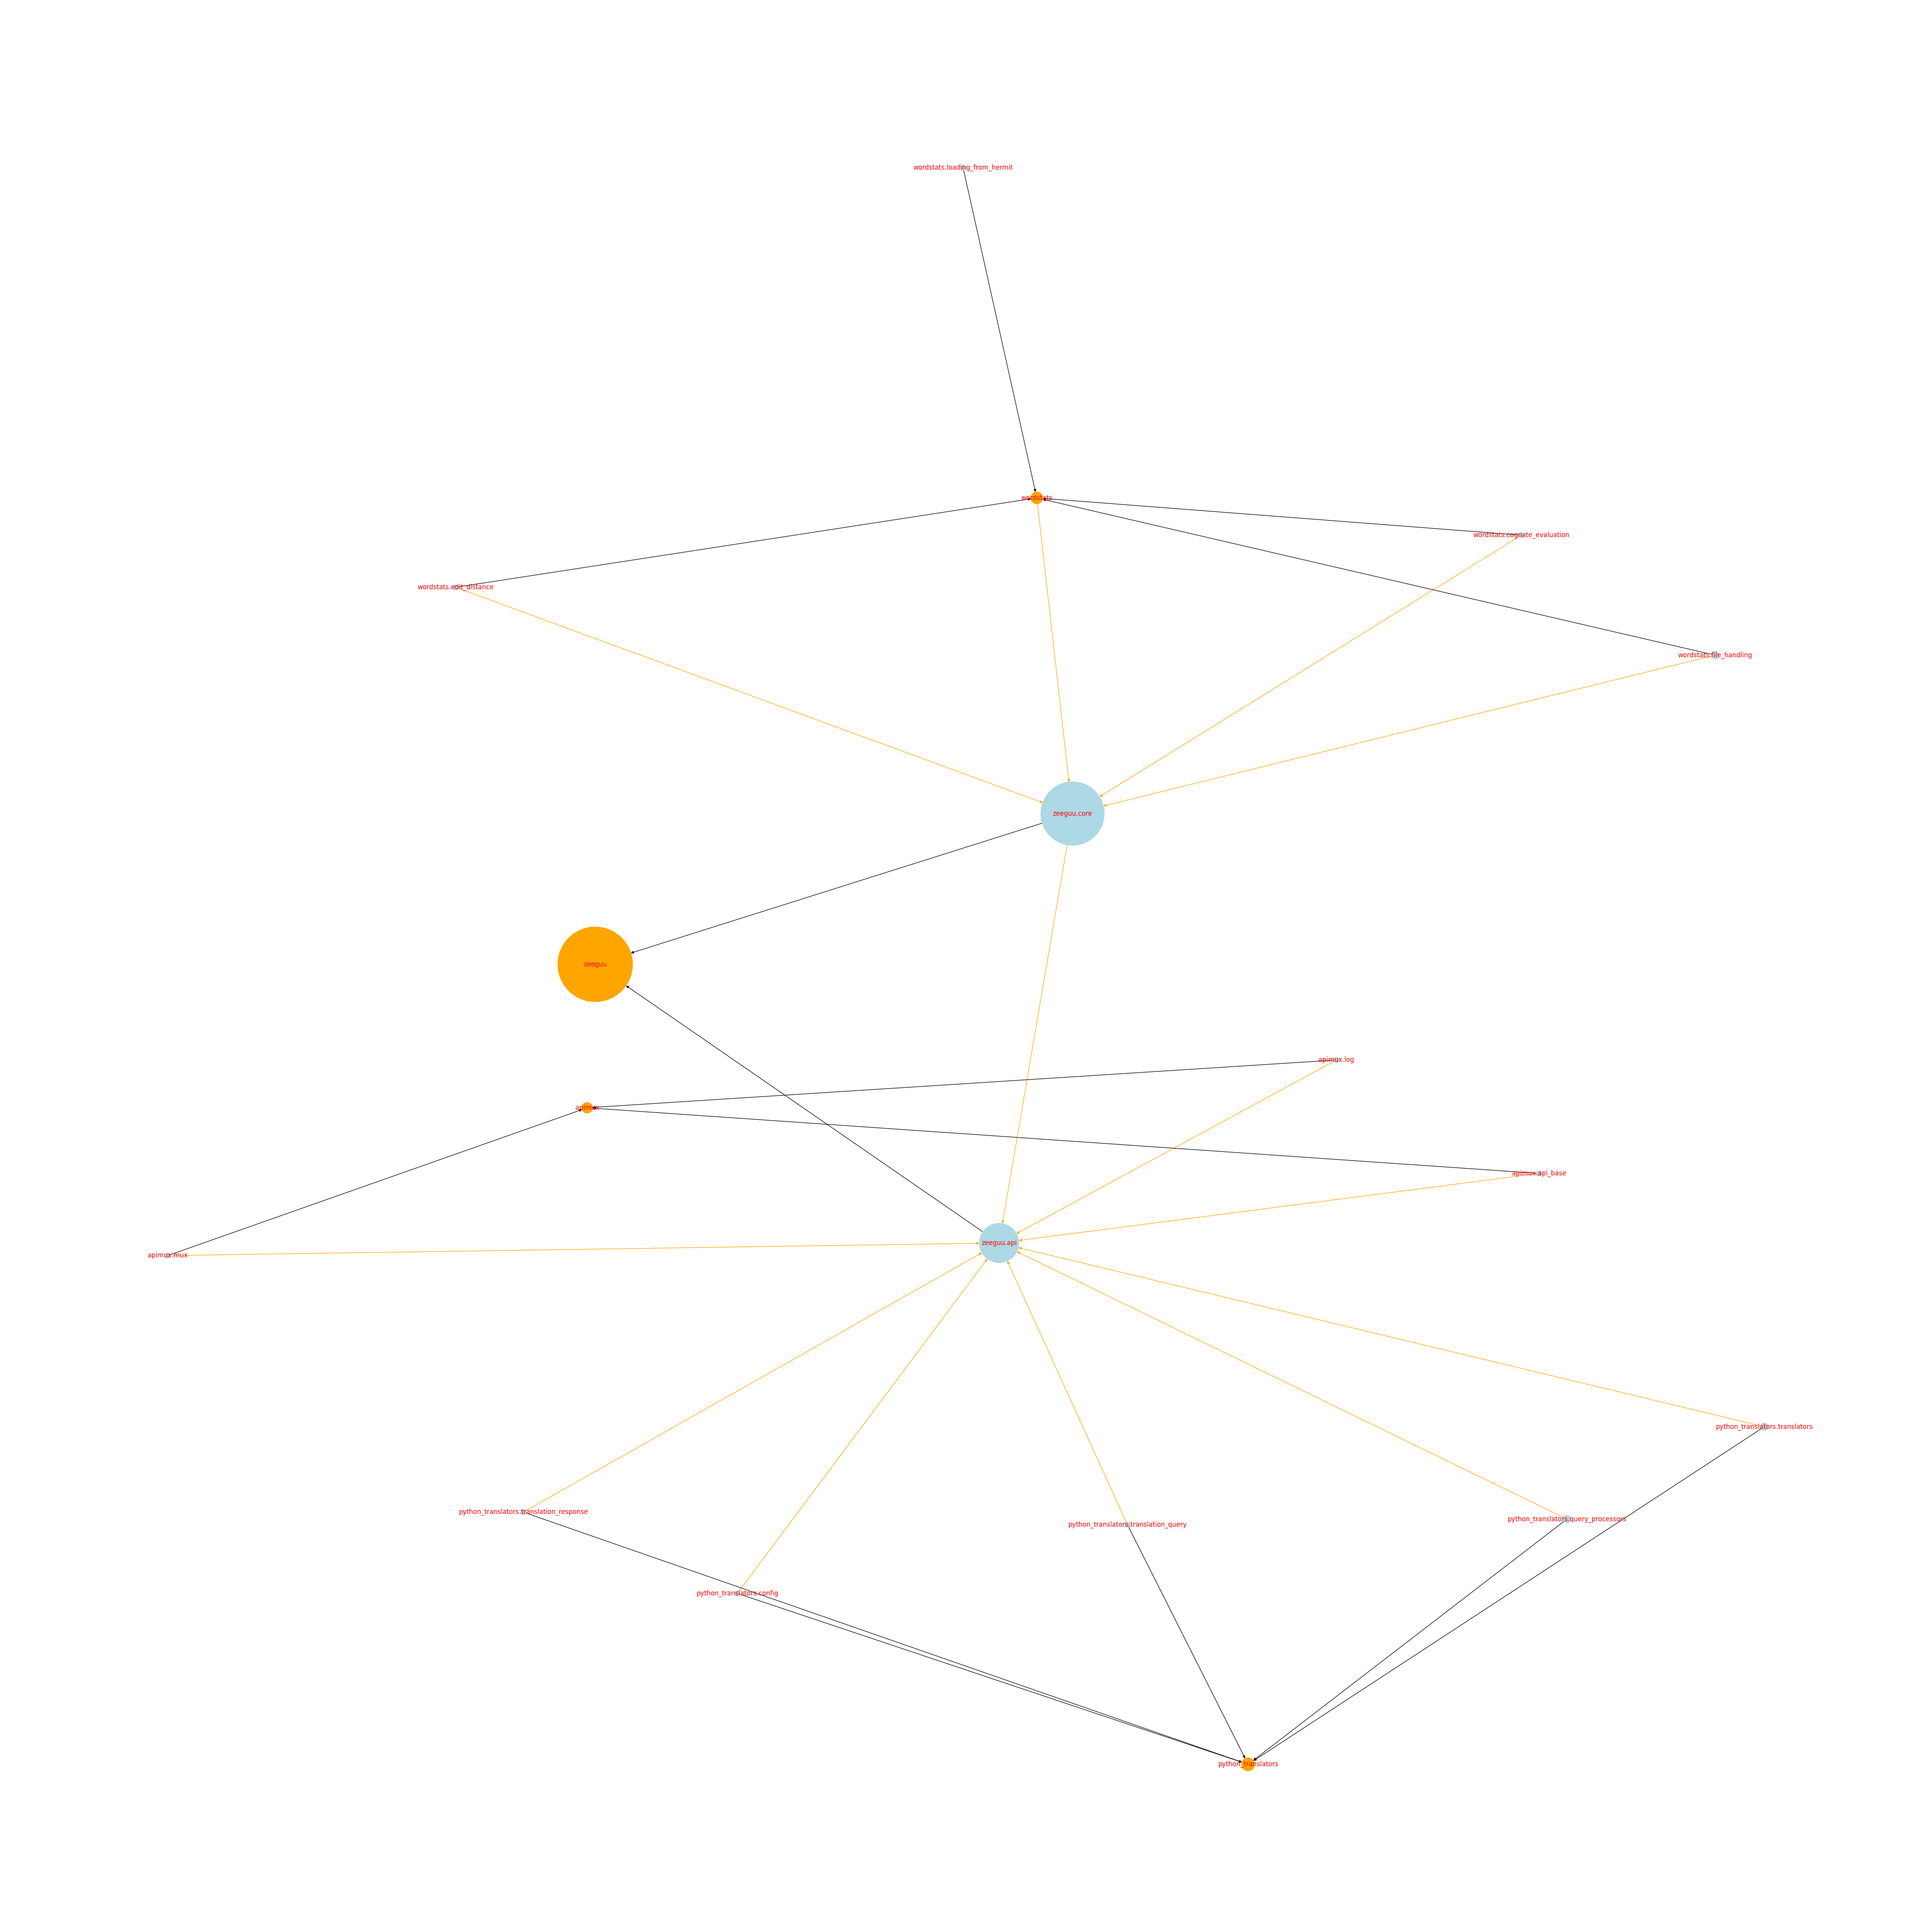 wordstats.loading_from_hermit
wordstats
wordstats.cognate_evaluation
wordstats.edit_distance
wordstats.file_handling
zeeguu.core
zeeguu
apimux.log
apimux
apimux.api_base
zeeguu.api
apimux.mux
python_translators.translators
python_translators.translation_response
python_translators.query_processors
python_translators.translation_query
python_translators.config
python_translators